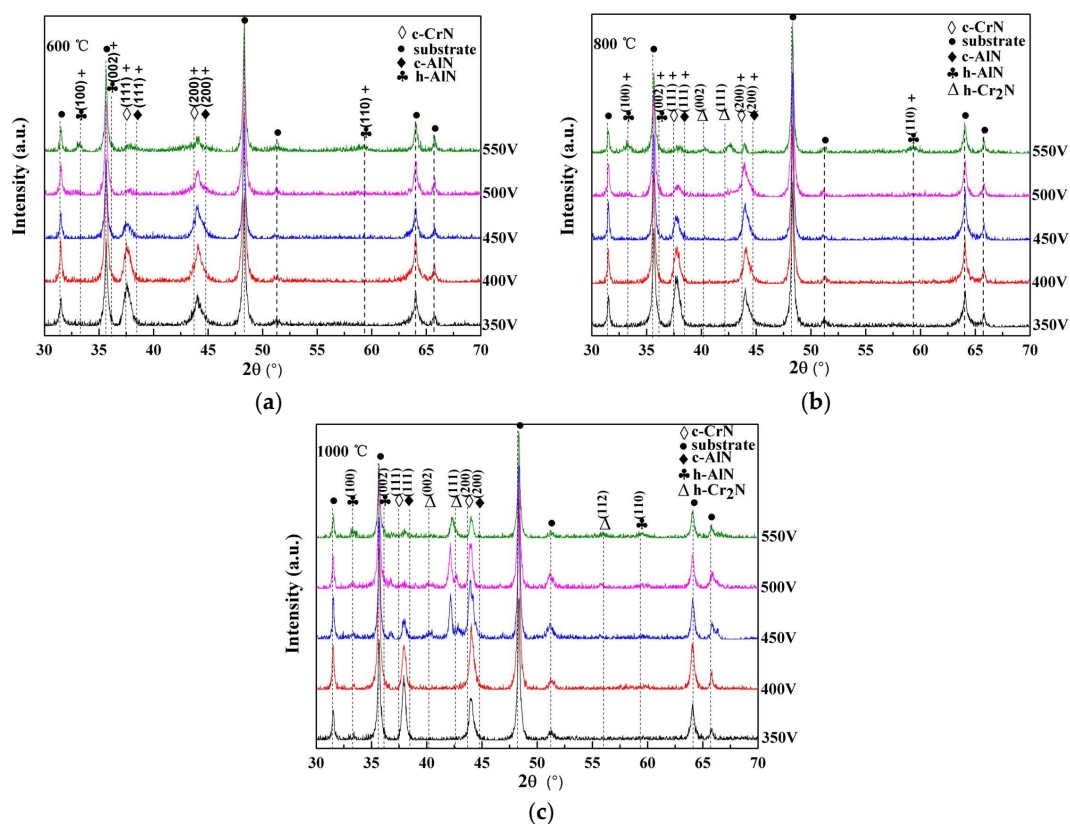 600 ℃
◇ c-CrN
● substrate
◆ c-AlN
♣ h-AlN
(100) +
(002) +
(111) +
(111) +
(200) +
(200) +
(110) +
550V
500V
450V
400V
350V
Intensity (a.u.)
30 35 40 45 50 55 60 65 70
2θ (°)
(a)
800 ℃
◇ c-CrN
● substrate
◆ c-AlN
♣ h-AlN
△ h-Cr2N
(100) +
(002) +
(111) +
(111) +
(002)
(111)
(200) +
(200) +
(110) +
550V
500V
450V
400V
350V
Intensity (a.u.)
30 35 40 45 50 55 60 65 70
2θ (°)
(b)
1000 ℃
◇ c-CrN
● substrate
◆ c-AlN
♣ h-AlN
△ h-Cr2N
(100)
(002)
(111)
(111)
(002)
(111)
(200)
(200)
(112)
(110)
550V
500V
450V
400V
350V
Intensity (a.u.)
30 35 40 45 50 55 60 65 70
2θ (°)
(c)